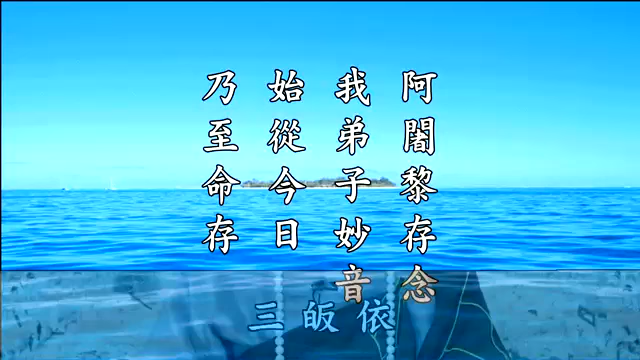 阿闍黎存念
我弟子妙音
始從今日
乃至命存
三皈依